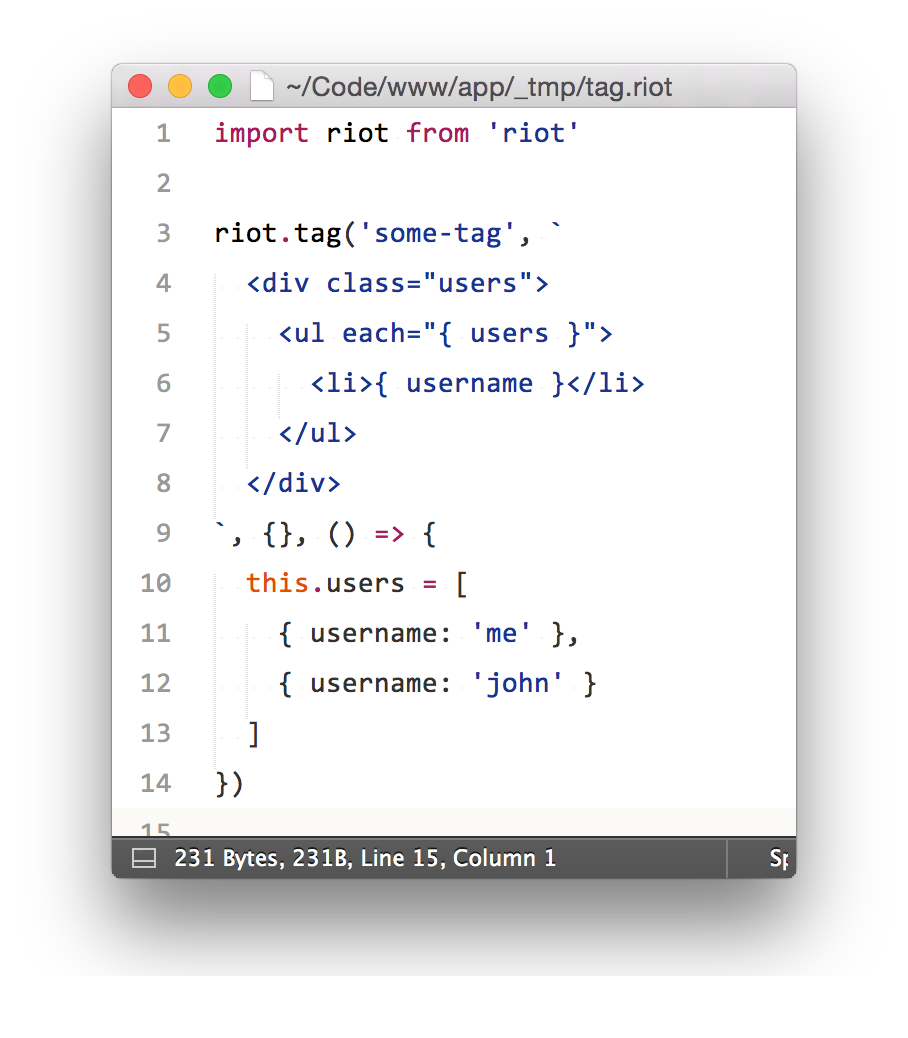 ~/Code/www/app/_tmp/tag.riot
1 import riot from 'riot'
2
3 riot.tag('some-tag', `
4   <div class="users">
5     <ul each="{ users }">
6       <li>{ username }</li>
7     </ul>
8   </div>
9 `, {}, () => {
10   this.users = [
11     { username: 'me' },
12     { username: 'john' }
13   ]
14 })
15
231 Bytes, 231B, Line 15, Column 1 Sp